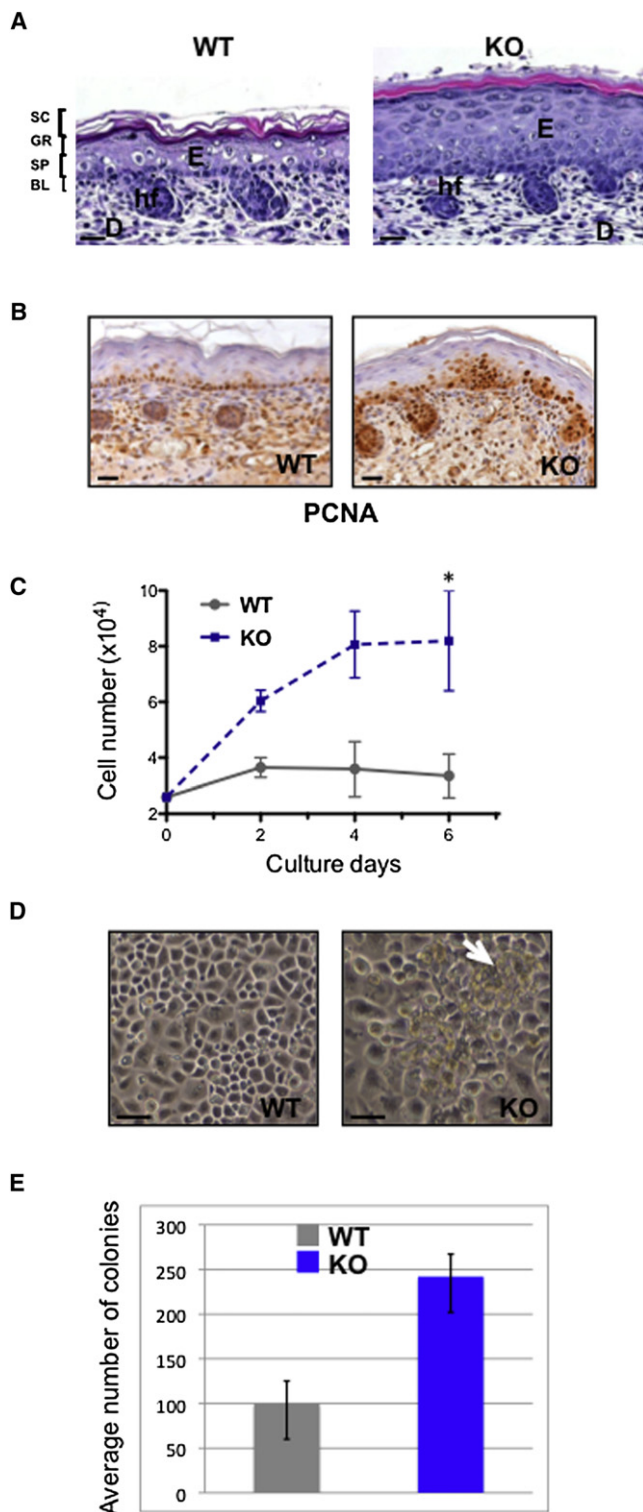 A
WT
KO
SC
GR
SP
BL
E
hf
D
E
hf
D
B
WT
KO
PCNA
C
Cell number (x10⁴)
10
8
6
4
2
WT
KO
*
0
2
4
6
Culture days
D
WT
KO
E
Average number of colonies
300
250
200
150
100
50
0
WT
KO